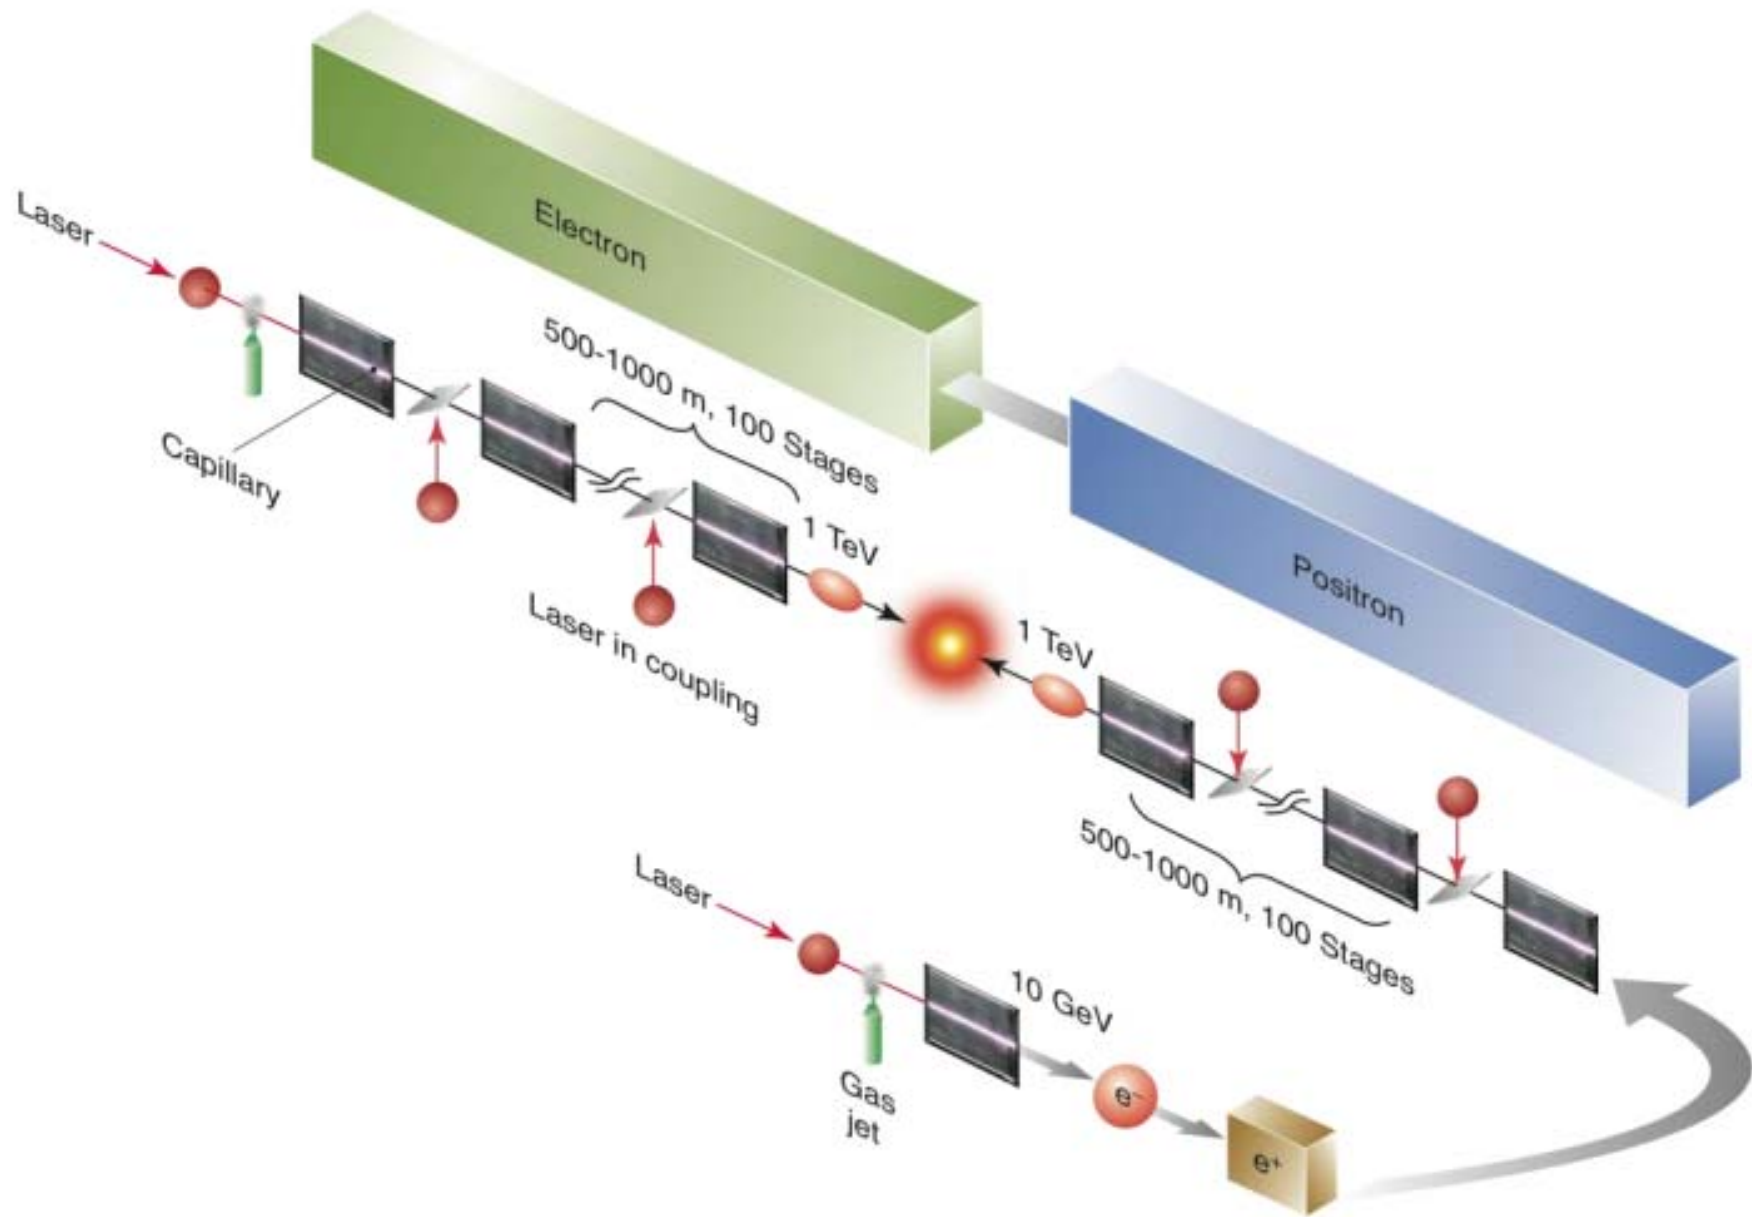 Electron
Laser
500-1000 m, 100 Stages
Capillary
1 TeV
Positron
Laser in coupling
1 TeV
500-1000 m, 100 Stages
Laser
10 GeV
Gas
jet
e⁻
e⁺